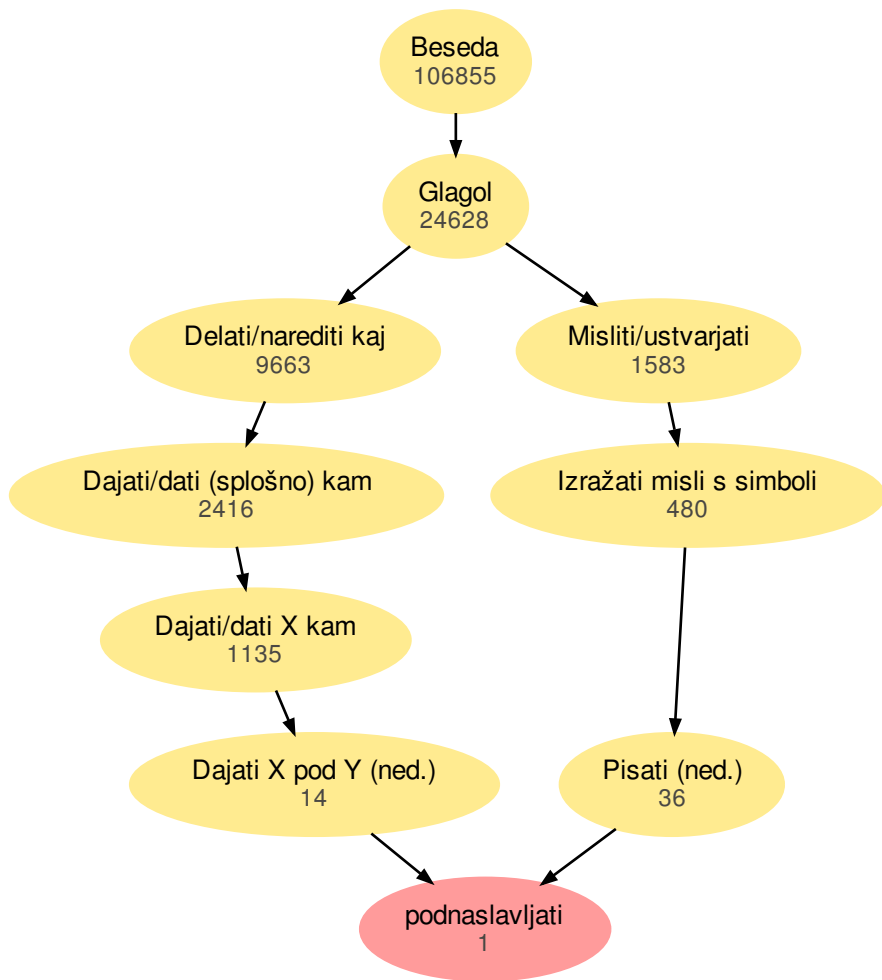 Beseda
106855
Glagol
24628
Delati/narediti kaj
9663
Misliti/ustvarjati
1583
Dajati/dati (splošno) kam
2416
Izražati misli s simboli
480
Dajati/dati X kam
1135
Dajati X pod Y (ned.)
14
Pisati (ned.)
36
podnaslavljati
1